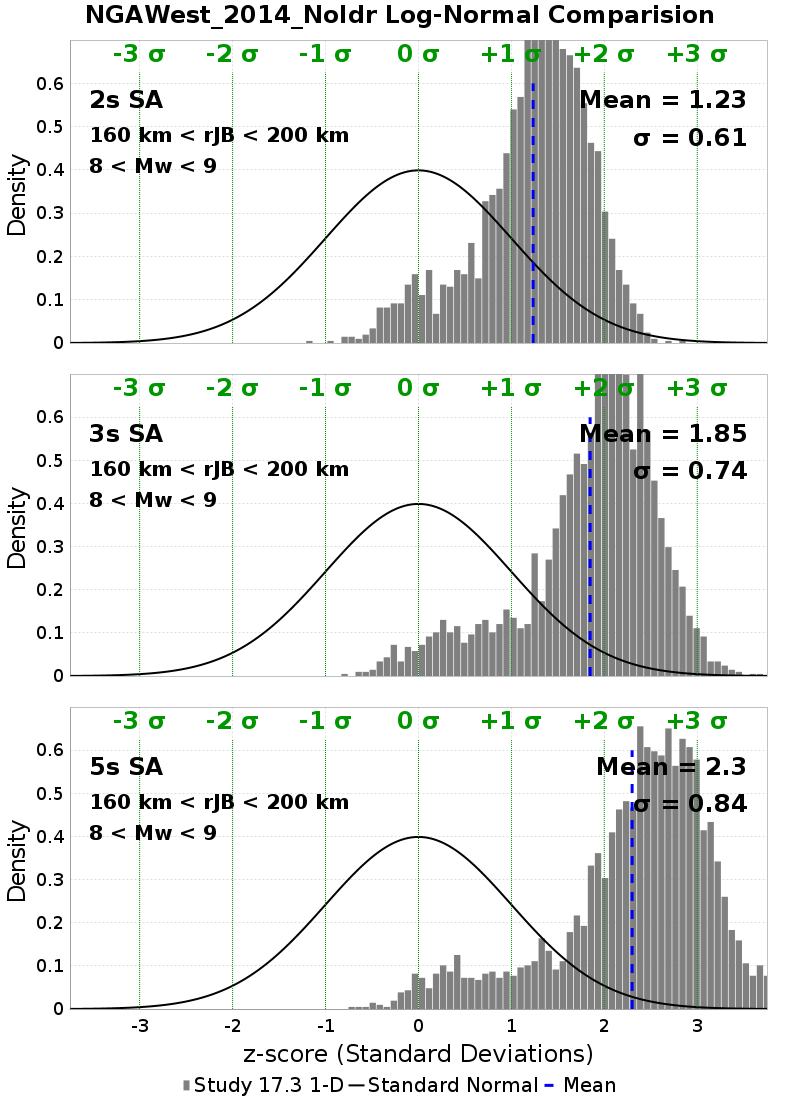 NGAWest_2014_NoIdr Log-Normal Comparision
-3 σ -2 σ -1 σ 0 σ +1 σ +2 σ +3 σ
2s SA Mean = 1.23
160 km < rJB < 200 km σ = 0.61
8 < Mw < 9
Density
0.6
0.5
0.4
0.3
0.2
0.1
0
-3 σ -2 σ -1 σ 0 σ +1 σ +2 σ +3 σ
3s SA Mean = 1.85
160 km < rJB < 200 km σ = 0.74
8 < Mw < 9
Density
0.6
0.5
0.4
0.3
0.2
0.1
0
-3 σ -2 σ -1 σ 0 σ +1 σ +2 σ +3 σ
5s SA Mean = 2.3
160 km < rJB < 200 km σ = 0.84
8 < Mw < 9
Density
0.6
0.5
0.4
0.3
0.2
0.1
0
-3 -2 -1 0 1 2 3
z-score (Standard Deviations)
Study 17.3 1-D Standard Normal Mean